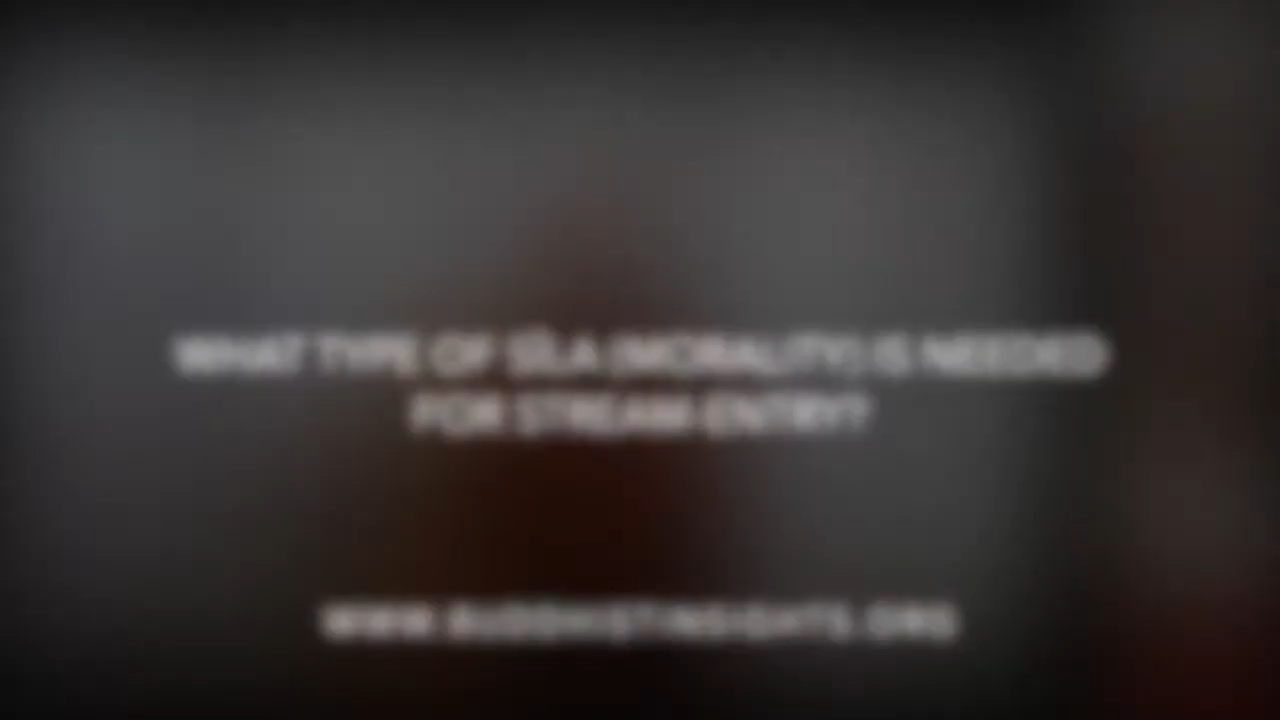 WHAT TYPE OF SĪLA (MORALITY) IS NEEDED
FOR STREAM ENTRY?
WWW.BUDDHISTINSIGHTS.ORG